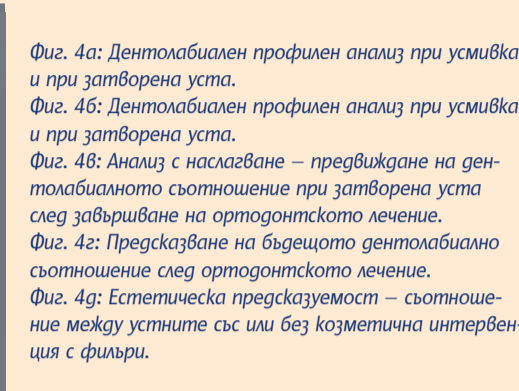 Фиг. 4а: Дентолабиален профилен анализ при усмивка
и при затворена уста.
Фиг. 4б: Дентолабиален профилен анализ при усмивка
и при затворена уста.
Фиг. 4в: Анализ с наслагване – предвиждане на ден-
толабиалното съотношение при затворена уста
след завършване на ортодонтското лечение.
Фиг. 4г: Предсказване на бъдещото дентолабиално
съотношение след ортодонтското лечение.
Фиг. 4д: Естетическа предсказуемост – съотноше-
ние между устните със или без козметична интервен-
ция с филъри.